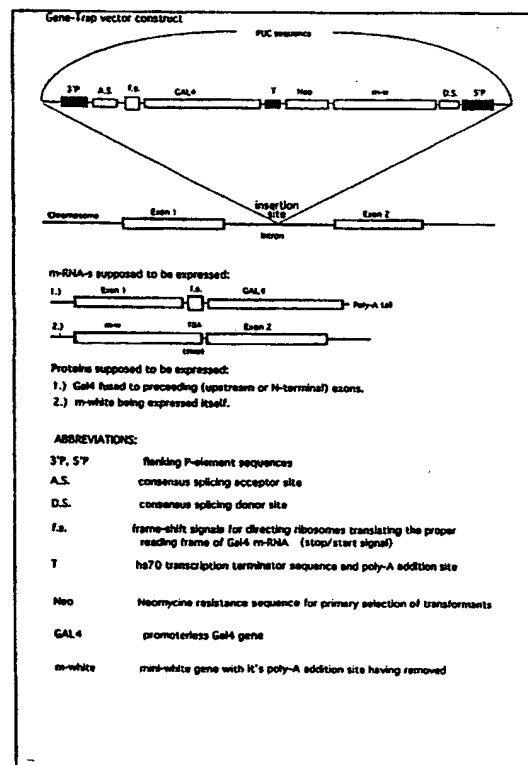 Gene-Trap vector construct
PUC sequence
3'P A.S. f.s. GAL4 T Neo m-w D.S. 5'P
insertion
site
Chromosome Exon 1 Exon 2
Intron
m-RNA-s supposed to be expressed:
Exon 1 f.s. GAL4
1.) Poly-A tail
m-w TGA Exon 2
2.)
(stop)
Proteins supposed to be expressed:
1.) Gal4 fused to preceeding (upstream or N-terminal) exons.
2.) m-white being expressed itself.
ABBREVIATIONS:
3'P, 5'P flanking P-element sequences
A.S. consensus splicing acceptor site
D.S. consensus splicing donor site
f.s. frame-shift signals for directing ribosomes translating the proper
reading frame of Gal4 m-RNA (stop/start signal)
T hs70 transcription terminator sequence and poly-A addition site
Neo Neomycine resistance sequence for primary selection of transformants
GAL4 promoterless Gal4 gene
m-white mini-white gene with it's poly-A addition site having removed